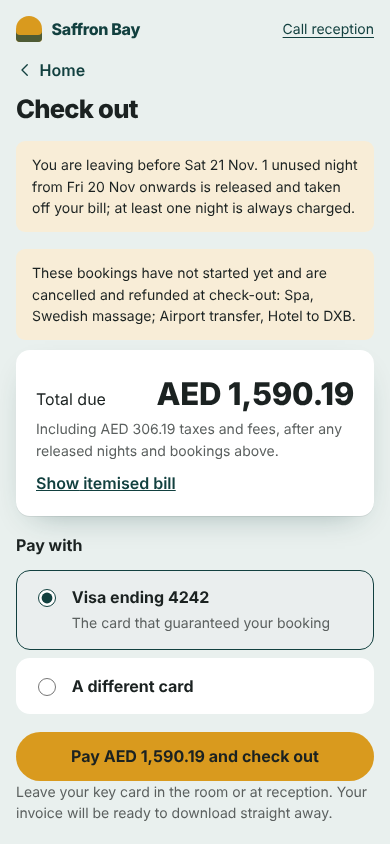 Saffron Bay
Call reception
Home
Check out
You are leaving before Sat 21 Nov. 1 unused night
from Fri 20 Nov onwards is released and taken
off your bill; at least one night is always charged.
These bookings have not started yet and are
cancelled and refunded at check-out: Spa,
Swedish massage; Airport transfer, Hotel to DXB.
Total due AED 1,590.19
Including AED 306.19 taxes and fees, after any
released nights and bookings above.
Show itemised bill
Pay with
Visa ending 4242
The card that guaranteed your booking
A different card
Pay AED 1,590.19 and check out
Leave your key card in the room or at reception. Your
invoice will be ready to download straight away.